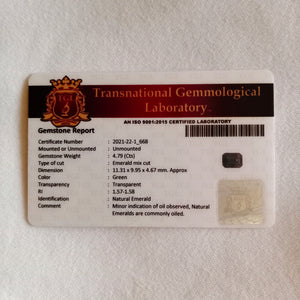 TGL
Transnational Gemmological
Laboratory
AN ISO 9001:2015 CERTIFIED LABORATORY
Gemstone Report
Certificate Number : 2021-22-1_668
Mounted or Unmounted : Unmounted
Gemstone Weight : 4.79 (Cts)
Type of cut : Emerald mix cut
Dimension : 11.31 x 9.95 x 4.67 mm. Approx
Color : Green
Transparency : Transparent
RI : 1.57-1.58
Identification : Natural Emerald
Comment : Minor indication of oil observed, Natural
Emeralds are commonly oiled.